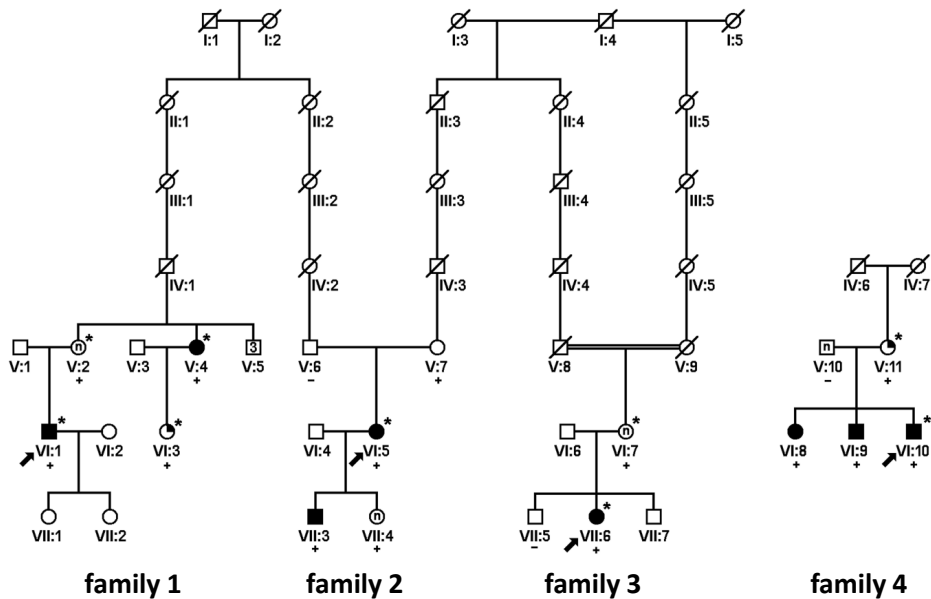 I:1 I:2 I:3 I:4 I:5
II:1 II:2 II:3 II:4 II:5
III:1 III:2 III:3 III:4 III:5
IV:1 IV:2 IV:3 IV:4 IV:5 IV:6 IV:7
n * * 3 n * 
V:1 V:2 V:3 V:4 V:5 V:6 V:7 V:8 V:9 V:10 V:11
+ + − + − +
* * * n * *
VI:1 VI:2 VI:3 VI:4 VI:5 VI:6 VI:7 VI:8 VI:9 VI:10
+ + + + + + +
n *
VII:1 VII:2 VII:3 VII:4 VII:5 VII:6 VII:7
+ + − +
family 1 family 2 family 3 family 4